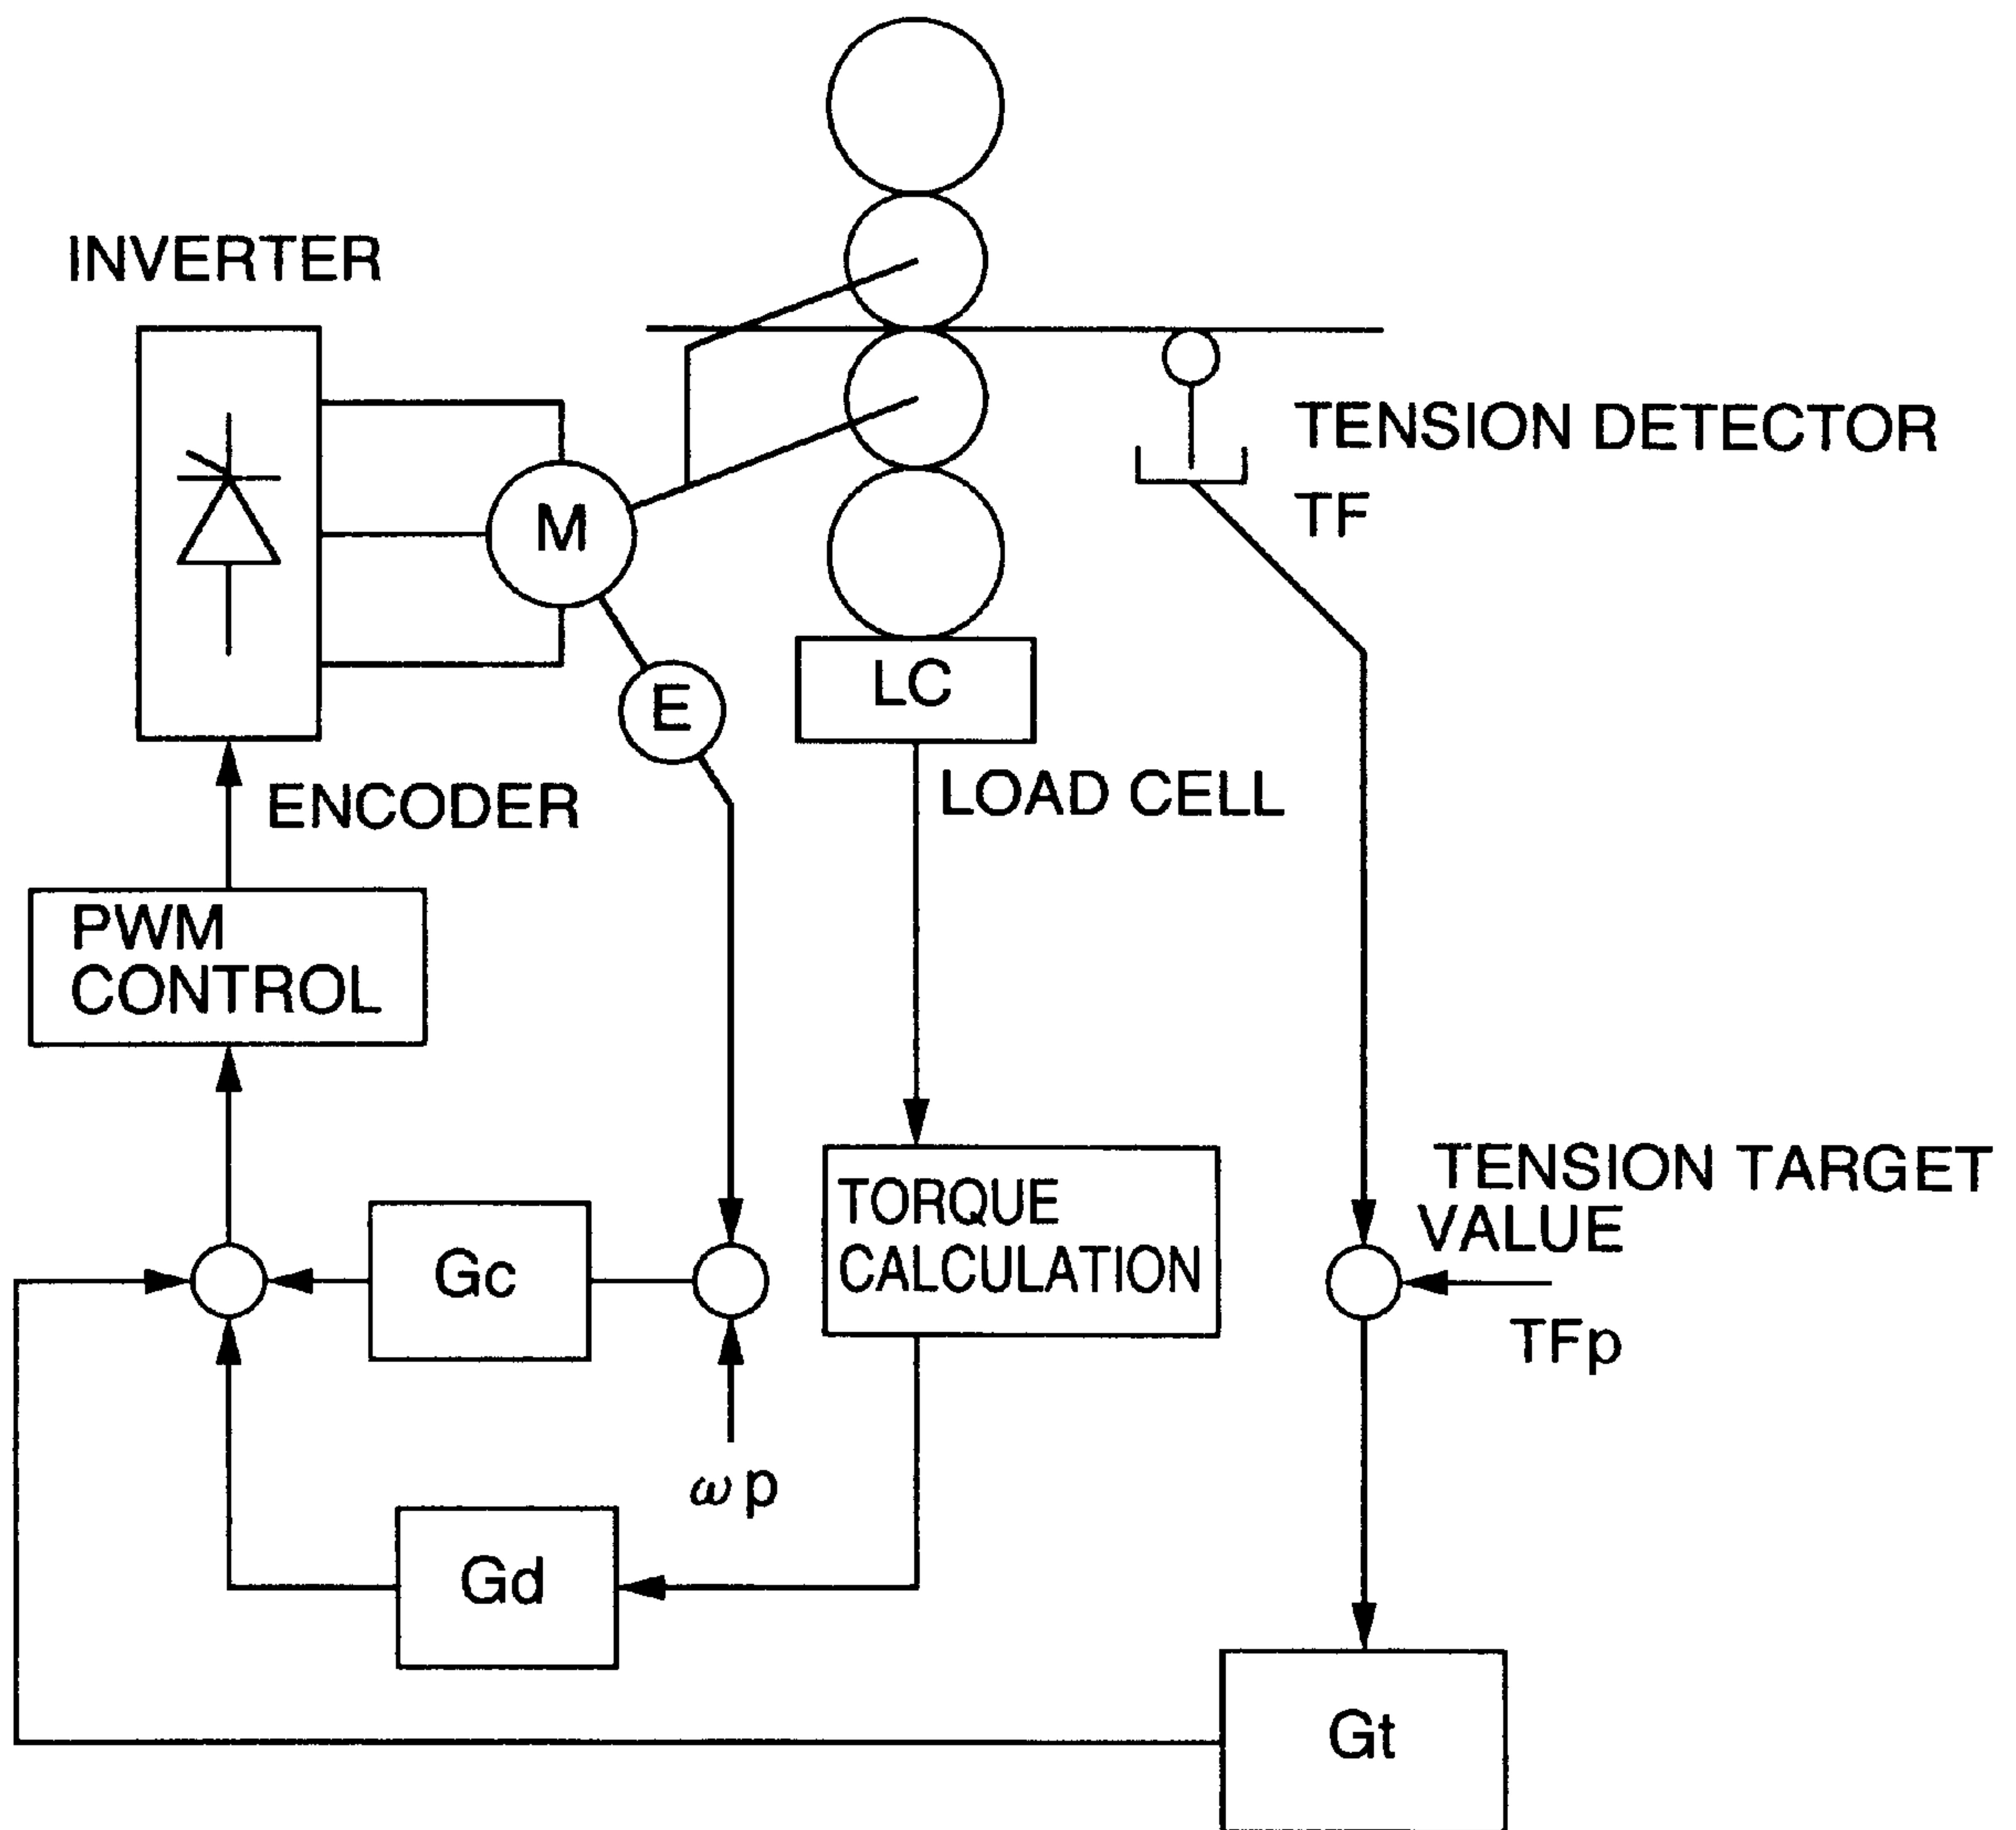 INVERTER
TENSION DETECTOR
TF
M
LC
E
ENCODER
LOAD CELL
PWM
CONTROL
TORQUE
CALCULATION
TENSION TARGET
VALUE
TFp
Gc
ωp
Gd
Gt